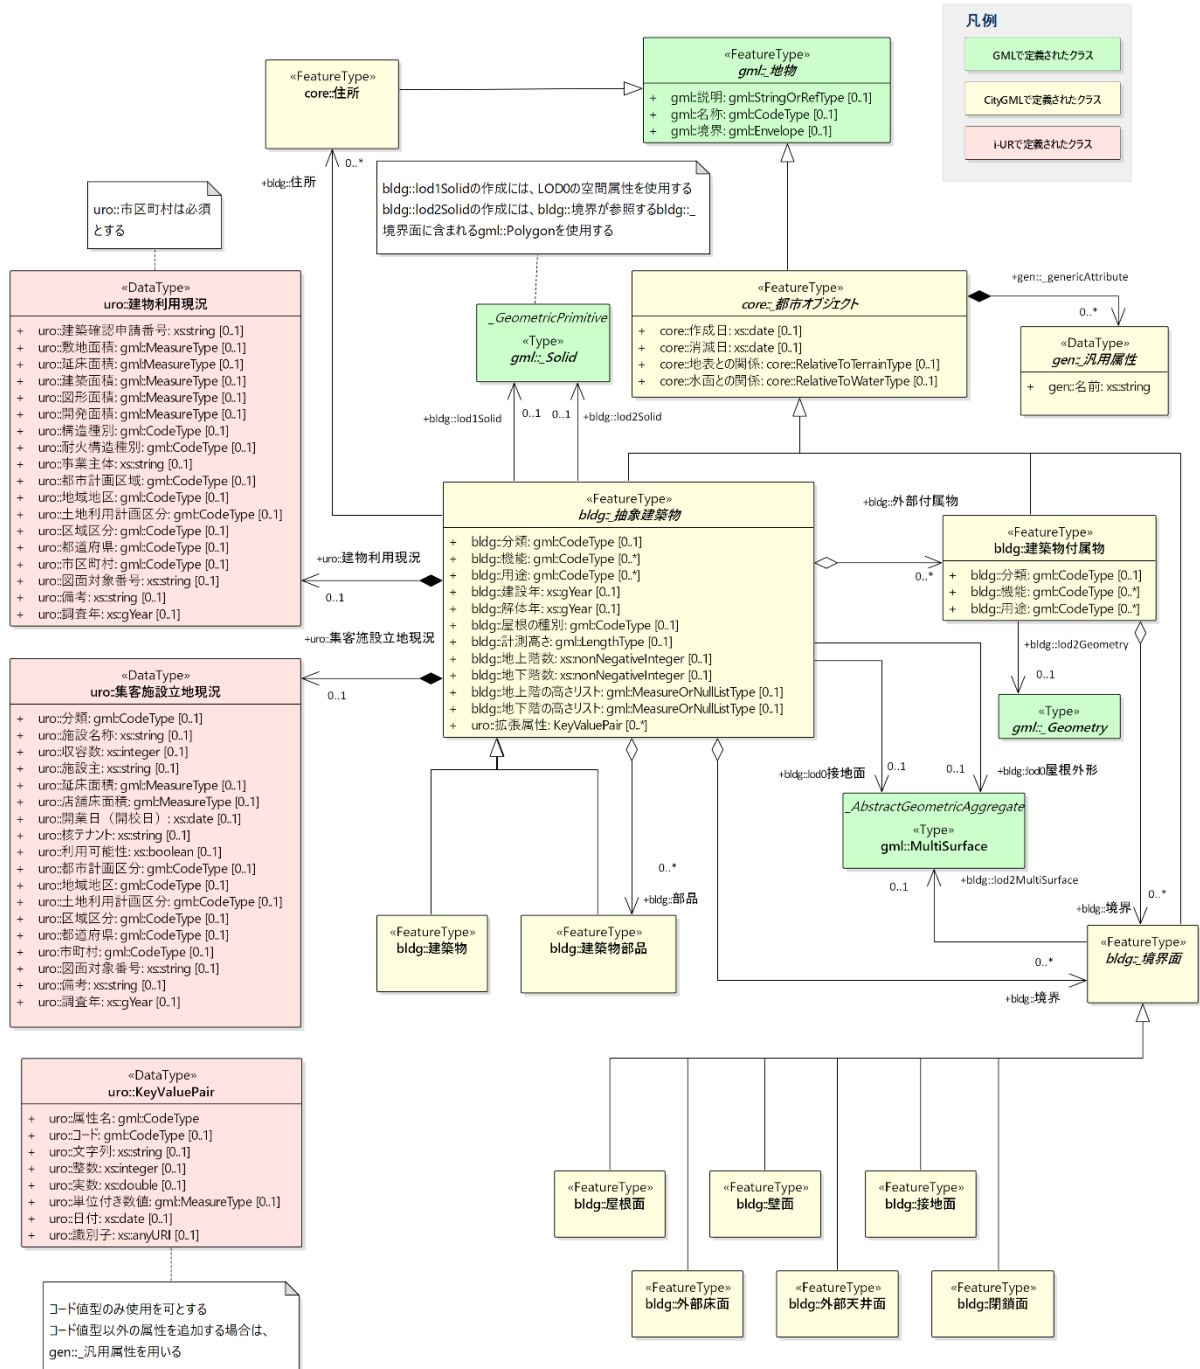 凡例
GMLで定義されたクラス
CityGMLで定義されたクラス
i-URで定義されたクラス
«FeatureType»
gml::_地物
+ gml::説明: gml::StringOrRefType [0..1]
+ gml::名称: gml::CodeType [0..1]
+ gml::境界: gml::Envelope [0..1]
«FeatureType»
core::住所
0..*
+bldg::住所
bldg::lod1Solidの作成には、LOD0の空間属性を使用する
bldg::lod2Solidの作成には、bldg::境界が参照するbldg::_
境界面に含まれるgml::Polygonを使用する
uro::市区町村は必須
とする
«DataType»
uro::建物利用現況
+ uro::建築確認申請番号: xs::string [0..1]
+ uro::敷地面積: gml::MeasureType [0..1]
+ uro::延床面積: gml::MeasureType [0..1]
+ uro::建築面積: gml::MeasureType [0..1]
+ uro::図形面積: gml::MeasureType [0..1]
+ uro::開発面積: gml::MeasureType [0..1]
+ uro::構造種別: gml::CodeType [0..1]
+ uro::耐火構造種別: gml::CodeType [0..1]
+ uro::事業主体: xs::string [0..1]
+ uro::都市計画区域: gml::CodeType [0..1]
+ uro::地域地区: gml::CodeType [0..1]
+ uro::土地利用計画区分: gml::CodeType [0..1]
+ uro::区域区分: gml::CodeType [0..1]
+ uro::都道府県: gml::CodeType [0..1]
+ uro::市区町村: gml::CodeType [0..1]
+ uro::図面対象番号: xs::string [0..1]
+ uro::備考: xs::string [0..1]
+ uro::調査年: xs::gYear [0..1]
_GeometricPrimitive
«Type»
gml::_Solid
+bldg::lod1Solid
0..1
0..1
+bldg::lod2Solid
«FeatureType»
core::_都市オブジェクト
+ core::作成日: xs::date [0..1]
+ core::消滅日: xs::date [0..1]
+ core::地表との関係: core::RelativeToTerrainType [0..1]
+ core::水面との関係: core::RelativeToWaterType [0..1]
+gen::_genericAttribute
0..*
«DataType»
gen::_汎用属性
+ gen::名前: xs::string
«FeatureType»
bldg::_抽象建築物
+ bldg::分類: gml::CodeType [0..1]
+ bldg::機能: gml::CodeType [0..*]
+ bldg::用途: gml::CodeType [0..*]
+ bldg::建設年: xs::gYear [0..1]
+ bldg::解体年: xs::gYear [0..1]
+ bldg::屋根の種別: gml::CodeType [0..1]
+ bldg::計測高さ: gml::LengthType [0..1]
+ bldg::地上階数: xs::nonNegativeInteger [0..1]
+ bldg::地下階数: xs::nonNegativeInteger [0..1]
+ bldg::地上階の高さリスト: gml::MeasureOrNullListType [0..1]
+ bldg::地下階の高さリスト: gml::MeasureOrNullListType [0..1]
+ uro::拡張属性: KeyValuePair [0..*]
+uro::建物利用現況
0..1
+uro::集客施設立地現況
0..1
+bldg::外部付属物
0..*
«FeatureType»
bldg::建築物付属物
+ bldg::分類: gml::CodeType [0..1]
+ bldg::機能: gml::CodeType [0..*]
+ bldg::用途: gml::CodeType [0..*]
+bldg::lod2Geometry
0..1
«Type»
gml::_Geometry
«DataType»
uro::集客施設立地現況
+ uro::分類: gml::CodeType [0..1]
+ uro::施設名称: xs::string [0..1]
+ uro::収容数: xs::integer [0..1]
+ uro::施設主: xs::string [0..1]
+ uro::延床面積: gml::MeasureType [0..1]
+ uro::店舗床面積: gml::MeasureType [0..1]
+ uro::開業日（開校日）: xs::date [0..1]
+ uro::核テナント: xs::string [0..1]
+ uro::利用可能性: xs::boolean [0..1]
+ uro::都市計画区分: gml::CodeType [0..1]
+ uro::地域地区: gml::CodeType [0..1]
+ uro::土地利用計画区分: gml::CodeType [0..1]
+ uro::区域区分: gml::CodeType [0..1]
+ uro::都道府県: gml::CodeType [0..1]
+ uro:市町村: gml::CodeType [0..1]
+ uro::図面対象番号: xs::string [0..1]
+ uro::備考: xs::string [0..1]
+ uro::調査年: xs::gYear [0..1]
+bldg::lod0接地面
0..1
0..1
+bldg::lod0屋根外形
_AbstractGeometricAggregate
«Type»
gml::MultiSurface
0..1
+bldg::lod2MultiSurface
0..*
+bldg::部品
0..*
+bldg::境界
«FeatureType»
bldg::建築物
«FeatureType»
bldg::建築物部品
«FeatureType»
bldg::_境界面
0..*
+bldg::境界
«DataType»
uro::KeyValuePair
+ uro::属性名: gml::CodeType
+ uro::コード: gml::CodeType [0..1]
+ uro::文字列: xs::string [0..1]
+ uro::整数: xs::integer [0..1]
+ uro::実数: xs::double [0..1]
+ uro::単位付き数値: gml::MeasureType [0..1]
+ uro::日付: xs::date [0..1]
+ uro::識別子: xs::anyURI [0..1]
コード値型のみ使用を可とする
コード値型以外の属性を追加する場合は、
gen::_汎用属性を用いる
«FeatureType»
bldg::屋根面
«FeatureType»
bldg::壁面
«FeatureType»
bldg::接地面
«FeatureType»
bldg::外部床面
«FeatureType»
bldg::外部天井面
«FeatureType»
bldg::閉鎖面